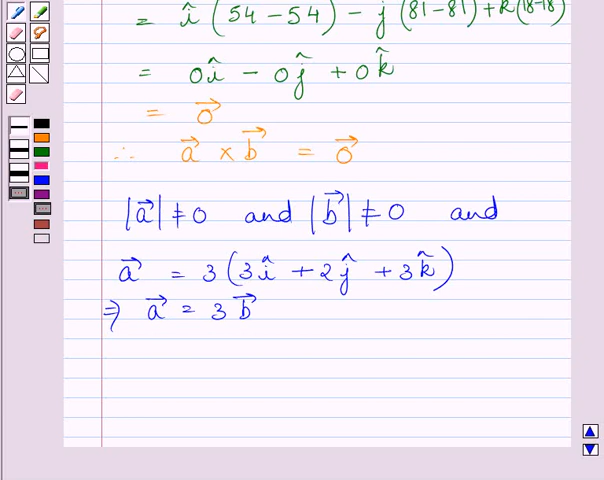 = î (54 − 54) − ĵ (81 − 81) + k̂ (18−18)
= 0î − 0ĵ + 0k̂
= 0⃗
∴ a⃗ × b⃗ = 0⃗
|a⃗| ≠ 0 and |b⃗| ≠ 0 and
a⃗ = 3 (3î + 2ĵ + 3k̂)
⇒ a⃗ = 3b⃗